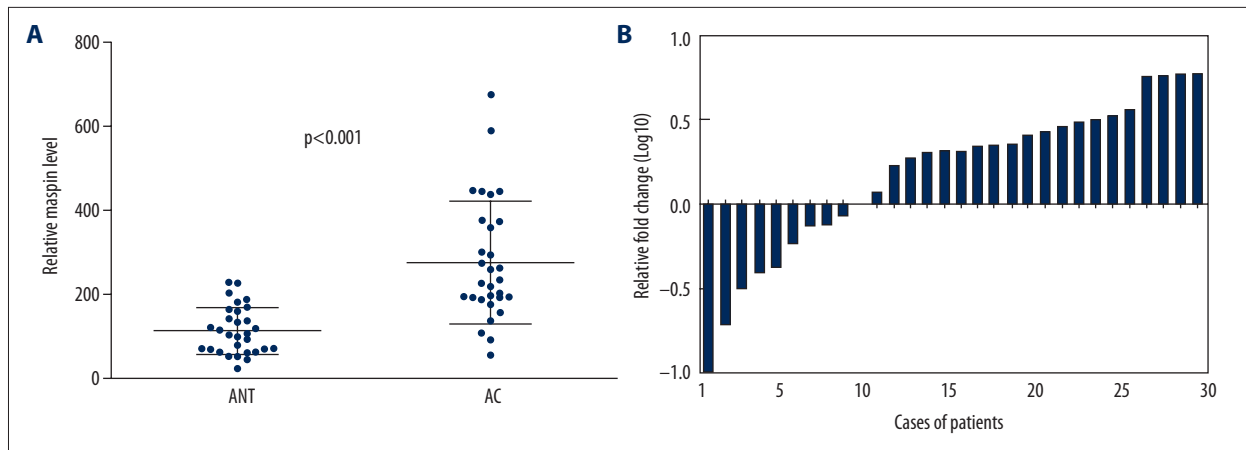 A
800
600
400
200
0
Relative maspin level
p<0.001
ANT
AC
B
1.0
0.5
0.0
−0.5
−1.0
Relative fold change (Log10)
1 5 10 15 20 25 30
Cases of patients